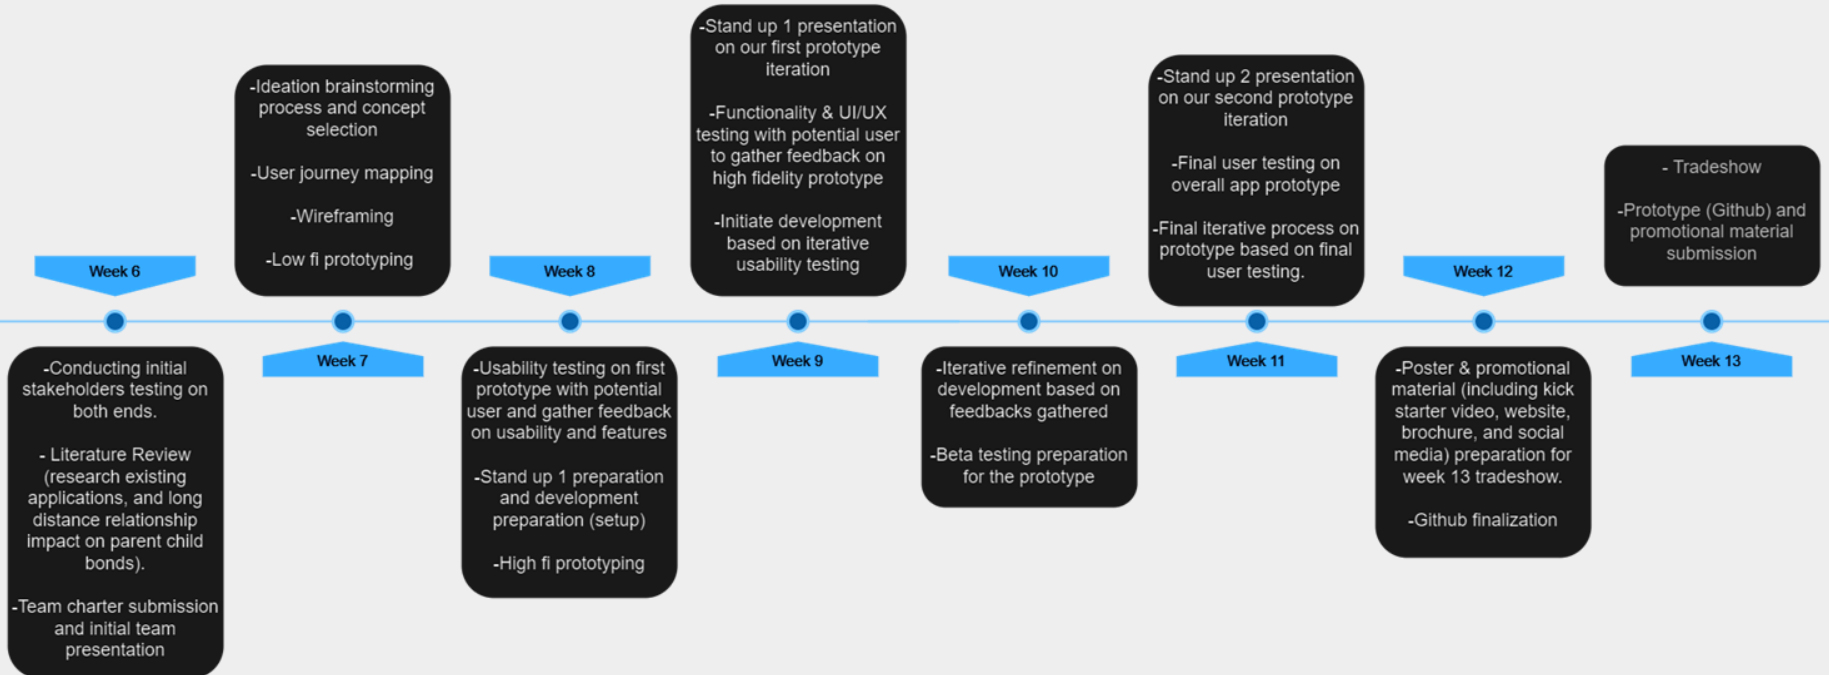 Week 6
-Conducting initial
stakeholders testing on
both ends.
- Literature Review
(research existing
applications, and long
distance relationship
impact on parent child
bonds).
-Team charter submission
and initial team
presentation
-Ideation brainstorming
process and concept
selection
-User journey mapping
-Wireframing
-Low fi prototyping
Week 7
Week 8
-Usability testing on first
prototype with potential
user and gather feedback
on usability and features
-Stand up 1 preparation
and development
preparation (setup)
-High fi prototyping
-Stand up 1 presentation
on our first prototype
iteration
-Functionality & UI/UX
testing with potential user
to gather feedback on
high fidelity prototype
-Initiate development
based on iterative
usability testing
Week 9
Week 10
-Iterative refinement on
development based on
feedbacks gathered
-Beta testing preparation
for the prototype
-Stand up 2 presentation
on our second prototype
iteration
-Final user testing on
overall app prototype
-Final iterative process on
prototype based on final
user testing.
Week 11
Week 12
-Poster & promotional
material (including kick
starter video, website,
brochure, and social
media) preparation for
week 13 tradeshow.
-Github finalization
- Tradeshow
-Prototype (Github) and
promotional material
submission
Week 13